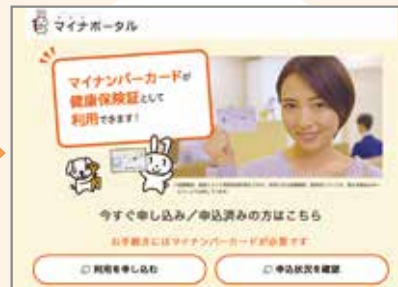 マイナポータル
マイナンバーカードが
健康保険証として
利用できます!
今すぐ申し込み/申込済みの方はこちら
お手続きにはマイナンバーカードが必要です
利用を申し込む
申込状況を確認